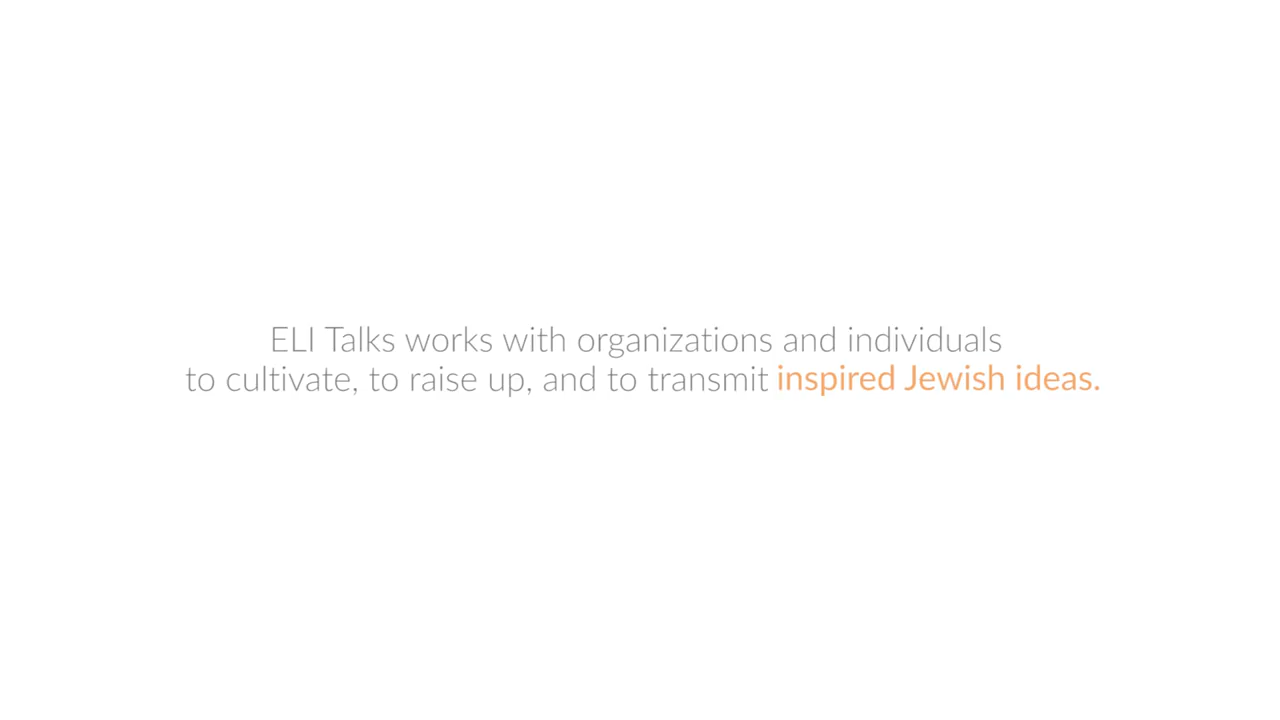 ELI Talks works with organizations and individuals
to cultivate, to raise up, and to transmit inspired Jewish ideas.